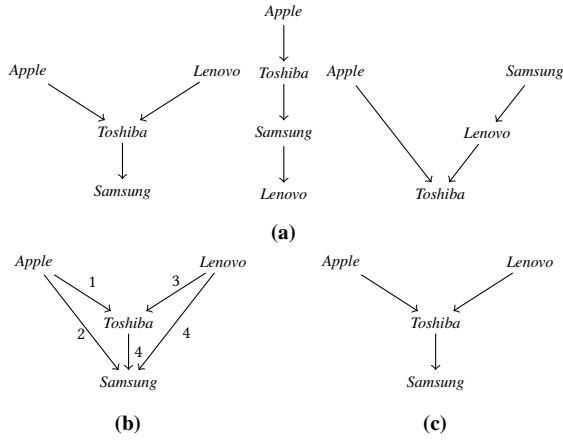 Apple
Apple Lenovo Toshiba Apple Samsung
Toshiba Samsung Lenovo
Samsung Lenovo Toshiba
(a)
Apple Lenovo Apple Lenovo
1 3
Toshiba Toshiba
2 4 4
Samsung Samsung
(b) (c)